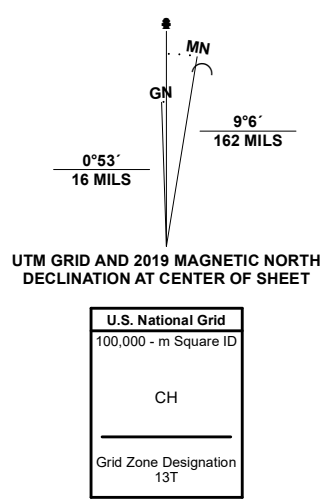 MN
GN
9°6´
162 MILS
0°53´
16 MILS
UTM GRID AND 2019 MAGNETIC NORTH
DECLINATION AT CENTER OF SHEET
U.S. National Grid
100,000 - m Square ID
CH
Grid Zone Designation
13T